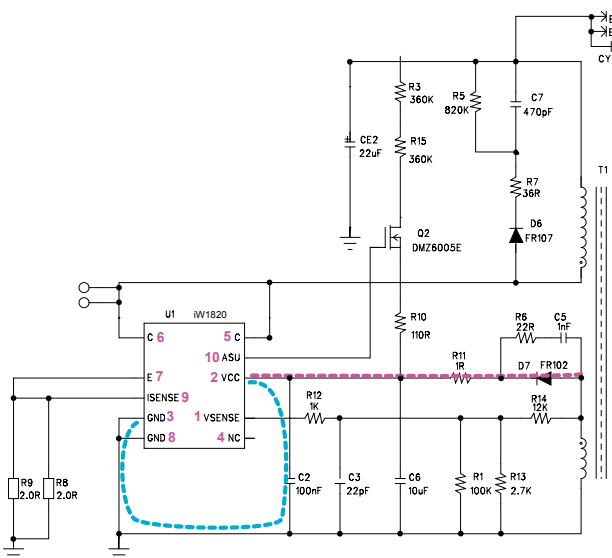 E
E
CY
R3
360K
R5
820K
C7
470pF
CE2
22uF
R15
360K
T1
R7
36R
Q2
DMZ6005E
D6
FR107
U1 iW1820
R10
110R
R6
22R
C5
1nF
C 6
5 C
10 ASU
E 7
2 VCC
R11
1R
D7 FR102
ISENSE 9
R12
1K
R14
12K
GND 3
1 VSENSE
GND 8
4 NC
R9
2.0R
R8
2.0R
C2
100nF
C3
22pF
C6
10uF
R1
100K
R13
2.7K